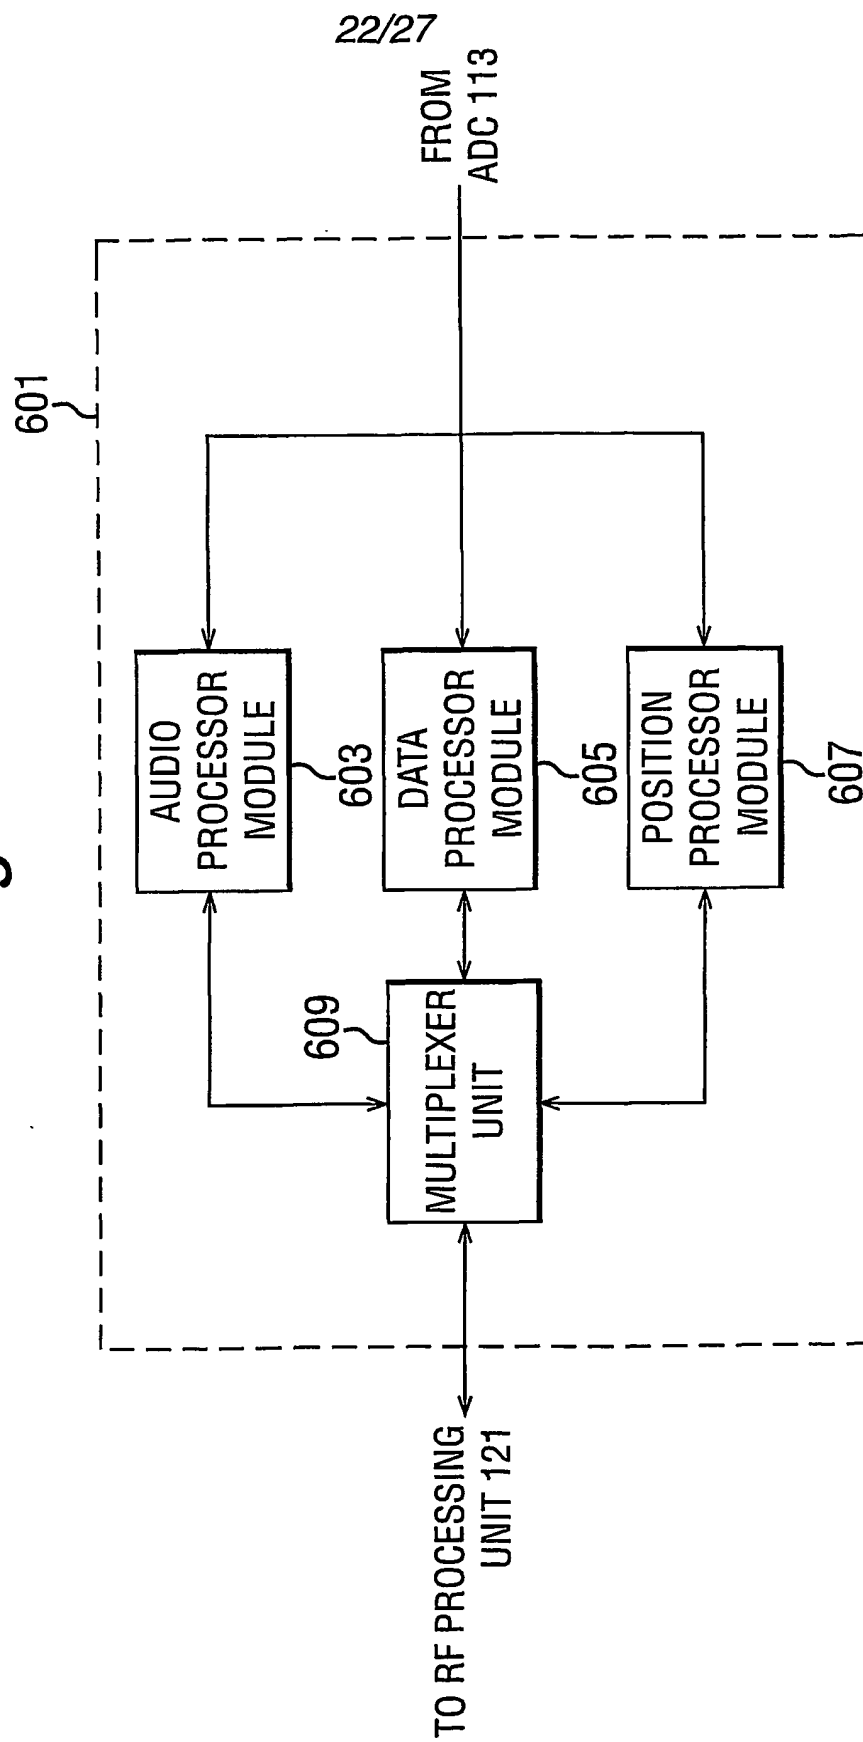 22/27
FROM
ADC 113
601
AUDIO
PROCESSOR
MODULE
603
DATA
PROCESSOR
MODULE
605
POSITION
PROCESSOR
MODULE
607
609
MULTIPLEXER
UNIT
TO RF PROCESSING
UNIT 121